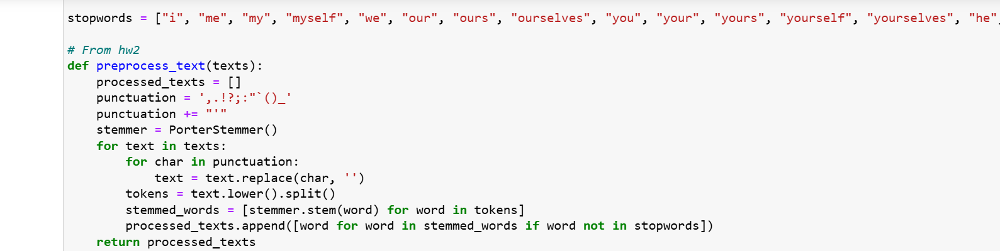 stopwords = ["i", "me", "my", "myself", "we", "our", "ours", "ourselves", "you", "your", "yours", "yourself", "yourselves", "he",
# From hw2
def preprocess_text(texts):
    processed_texts = []
    punctuation = ',.!?;:"`()_'
    punctuation += "'"
    stemmer = PorterStemmer()
    for text in texts:
        for char in punctuation:
            text = text.replace(char, '')
        tokens = text.lower().split()
        stemmed_words = [stemmer.stem(word) for word in tokens]
        processed_texts.append([word for word in stemmed_words if word not in stopwords])
    return processed_texts